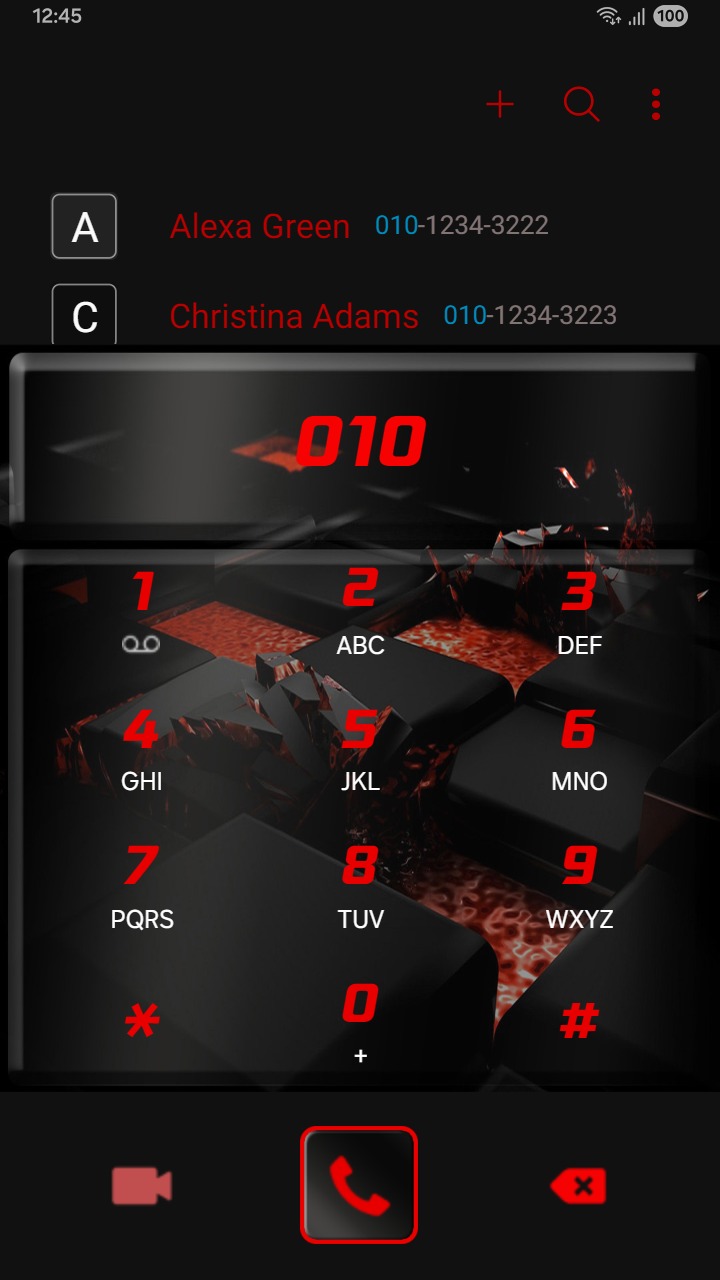 12:45 100
A Alexa Green 010-1234-3222
C Christina Adams 010-1234-3223
010
1 2 3
ABC DEF
4 5 6
GHI JKL MNO
7 8 9
PQRS TUV WXYZ
* 0 #
+